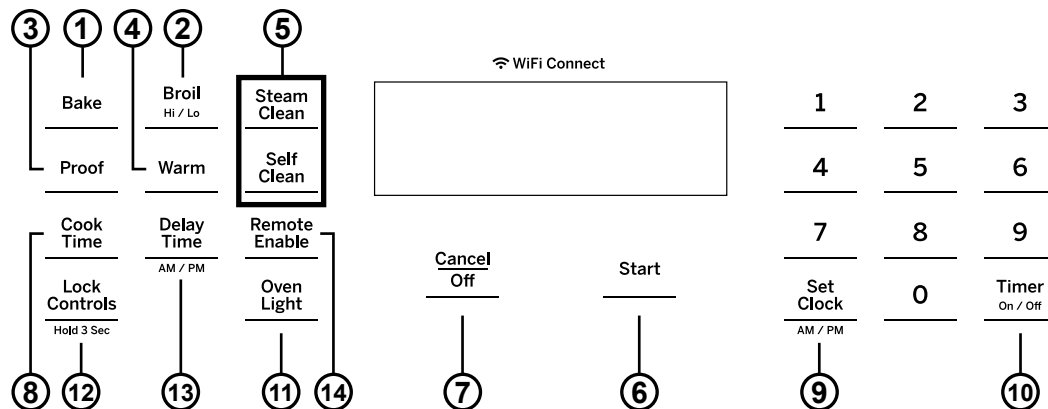 3 1 4 2 5
WiFi Connect
Bake
Broil
Hi / Lo
Steam
Clean
1 2 3
Proof
Warm
Self
Clean
4 5 6
Cook
Time
Delay
Time
AM / PM
Remote
Enable
7 8 9
Cancel
Off
Start
Lock
Controls
Hold 3 Sec
Oven
Light
Set
Clock
AM / PM
0
Timer
On / Off
8 12 13 11 14 7 6 9 10